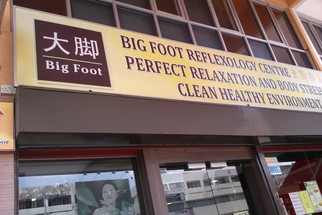 大脚
Big Foot
BIG FOOT REFLEXOLOGY CENTRE
PERFECT RELAXATION AND BODY STRESS
CLEAN HEALTHY ENVIRONMENT